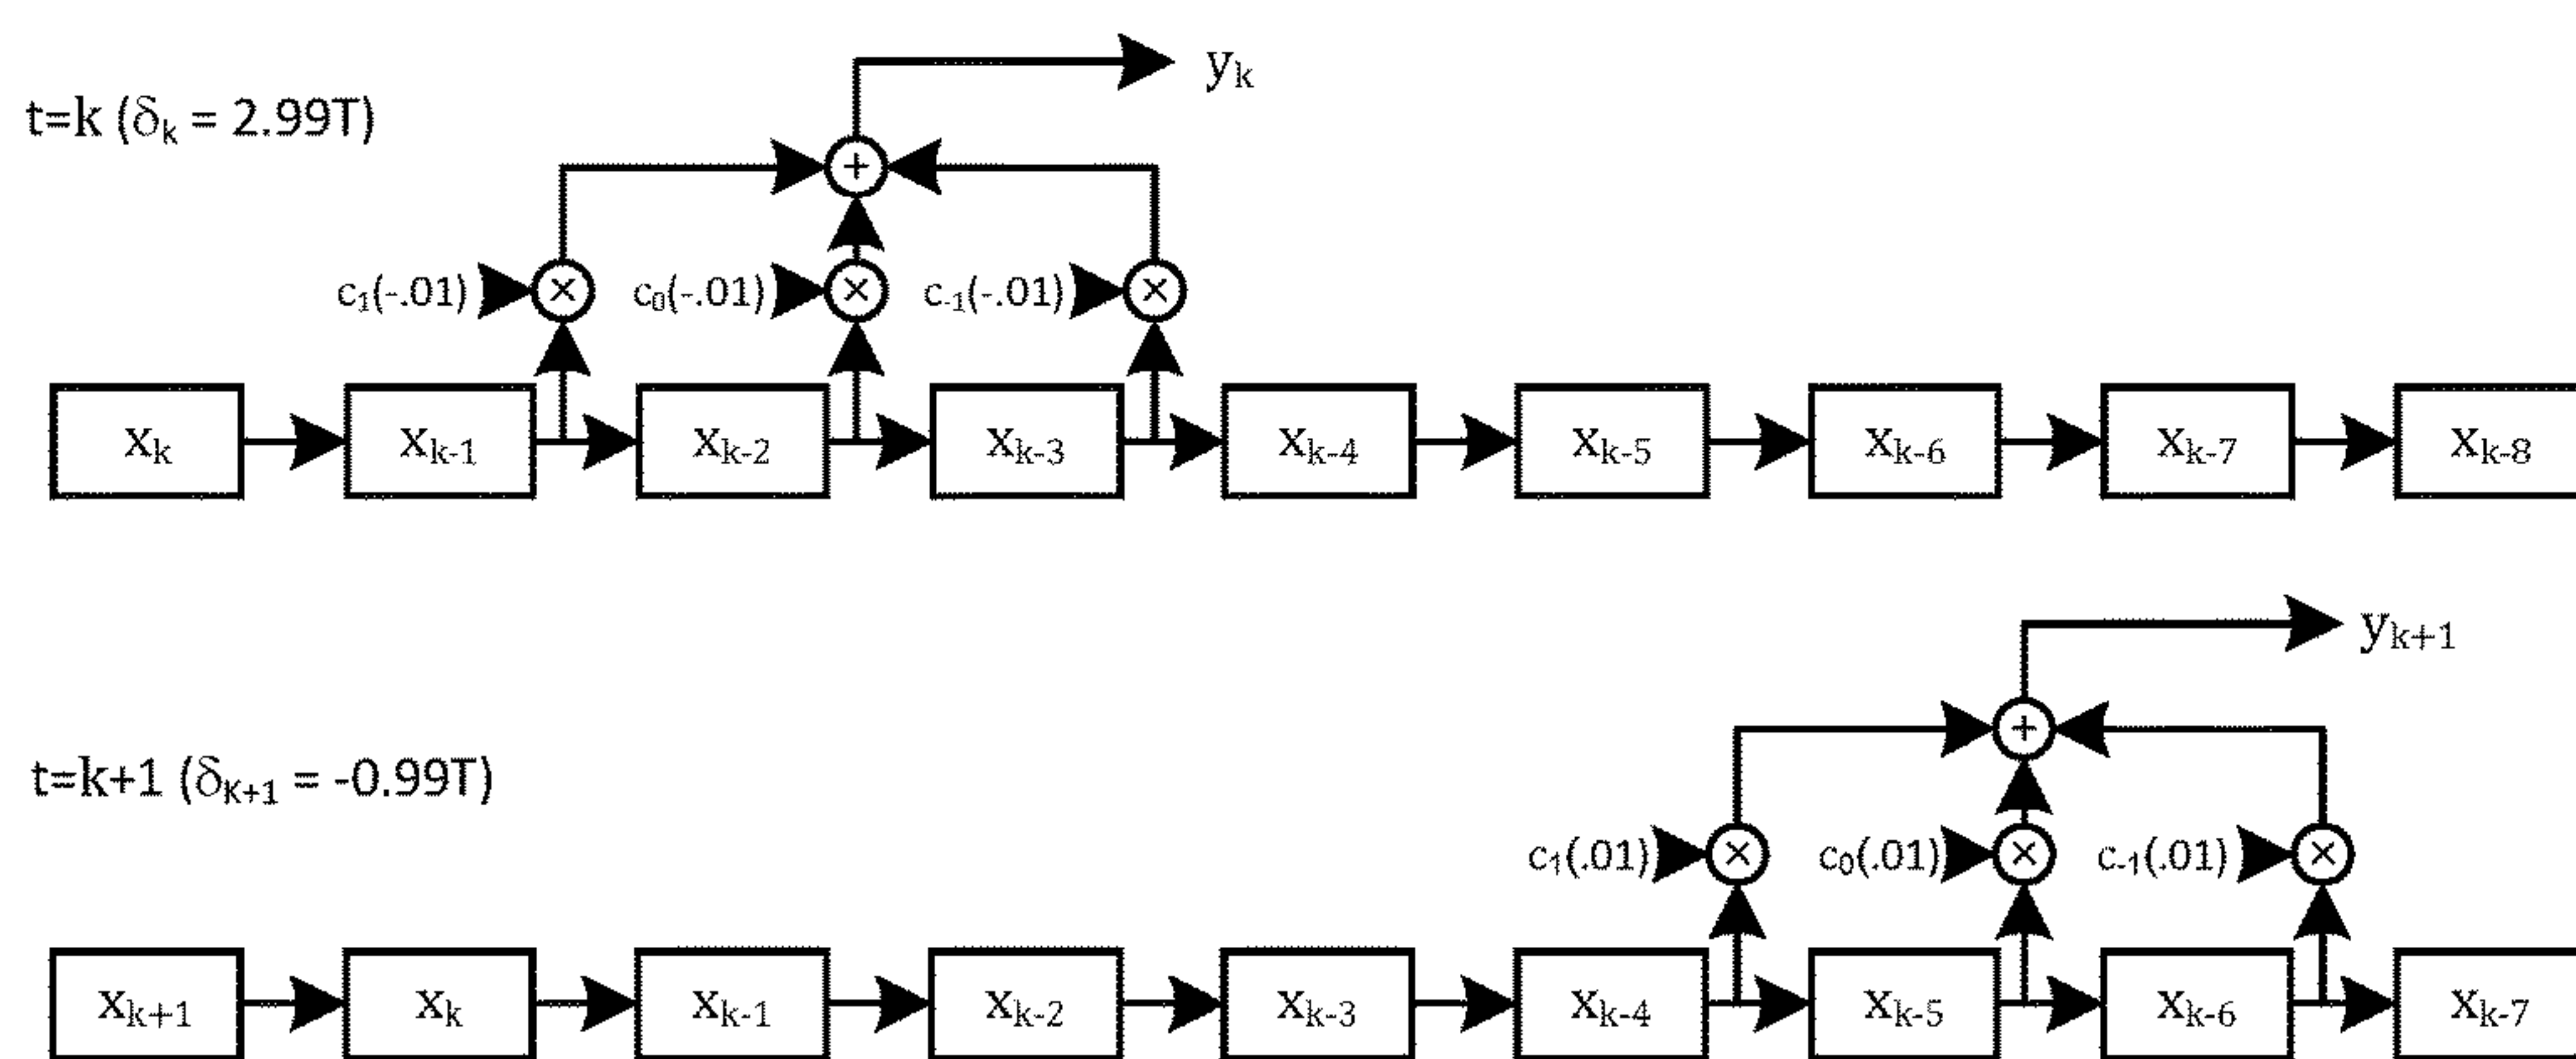 yₖ
t=k (δₖ = 2.99T)
+
c₁(-.01) × c₀(-.01) × c₋₁(-.01) ×
Xₖ Xₖ₋₁ Xₖ₋₂ Xₖ₋₃ Xₖ₋₄ Xₖ₋₅ Xₖ₋₆ Xₖ₋₇ Xₖ₋₈
yₖ₊₁
+
t=k+1 (δ_K+1 = -0.99T)
c₁(.01) × c₀(.01) × c₋₁(.01) ×
Xₖ₊₁ Xₖ Xₖ₋₁ Xₖ₋₂ Xₖ₋₃ Xₖ₋₄ Xₖ₋₅ Xₖ₋₆ Xₖ₋₇